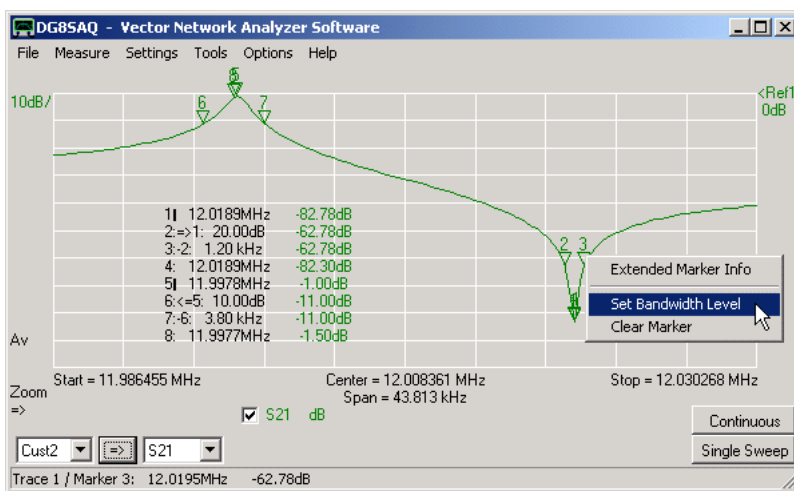 DG8SAQ - Vector Network Analyzer Software
File Measure Settings Tools Options Help
10dB/
6
7
<Ref1
0dB
1 12.0189MHz -82.78dB
2:=>1: 20.00dB -62.78dB
3:-2: 1.20 kHz -62.78dB
4: 12.0189MHz -82.30dB
5 11.9978MHz -1.00dB
6:<=5: 10.00dB -11.00dB
7:-6: 3.80 kHz -11.00dB
8: 11.9977MHz -1.50dB
2 3
Extended Marker Info
Set Bandwidth Level
Clear Marker
Av
Start = 11.986455 MHz Center = 12.008361 MHz Stop = 12.030268 MHz
Span = 43.813 kHz
Zoom
=>
S21 dB
Continuous
Cust2 => S21
Single Sweep
Trace 1 / Marker 3: 12.0195MHz -62.78dB